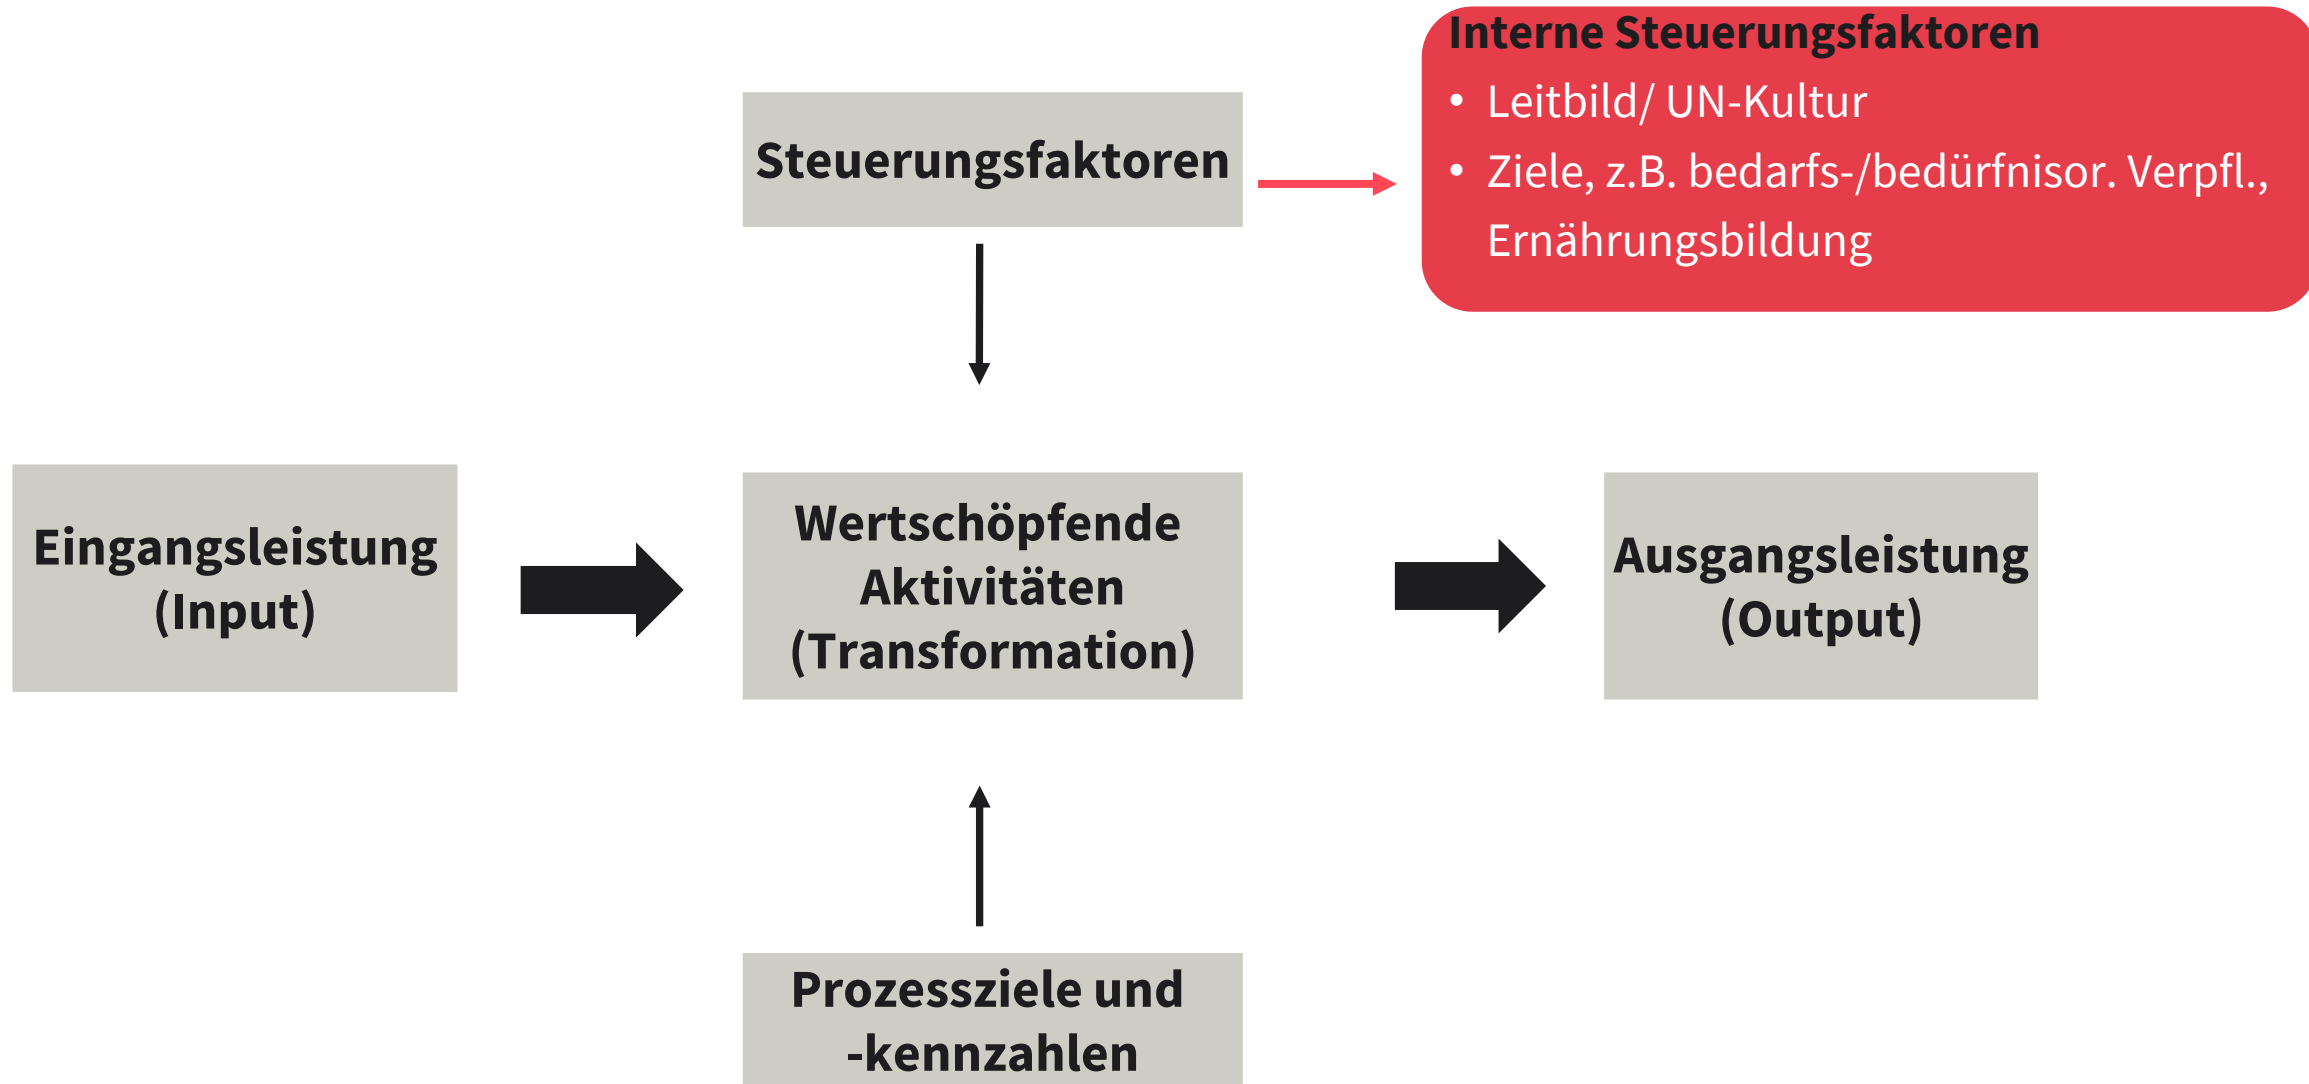 Interne Steuerungsfaktoren
• Leitbild/ UN-Kultur
• Ziele, z.B. bedarfs-/bedürfnisor. Verpfl.,
Ernährungsbildung
Steuerungsfaktoren
Eingangsleistung
(Input)
Wertschöpfende
Aktivitäten
(Transformation)
Ausgangsleistung
(Output)
Prozessziele und
-kennzahlen